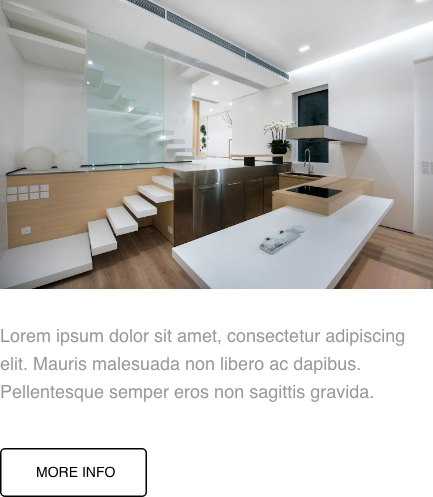 Lorem ipsum dolor sit amet, consectetur adipiscing
elit. Mauris malesuada non libero ac dapibus.
Pellentesque semper eros non sagittis gravida.
MORE INFO